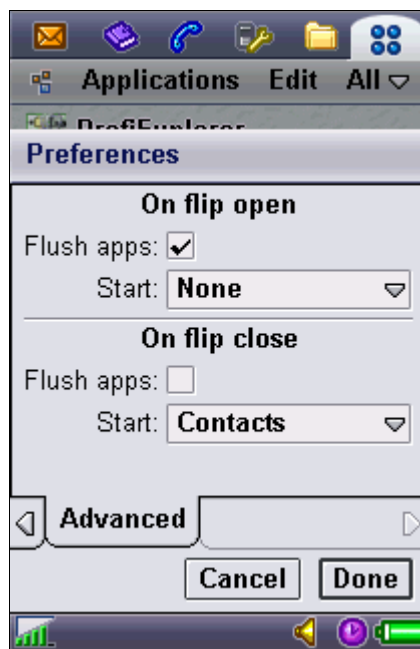 Applications Edit All
ProfiExplorer
Preferences
On flip open
Flush apps:
Start: None
On flip close
Flush apps:
Start: Contacts
Advanced
Cancel Done